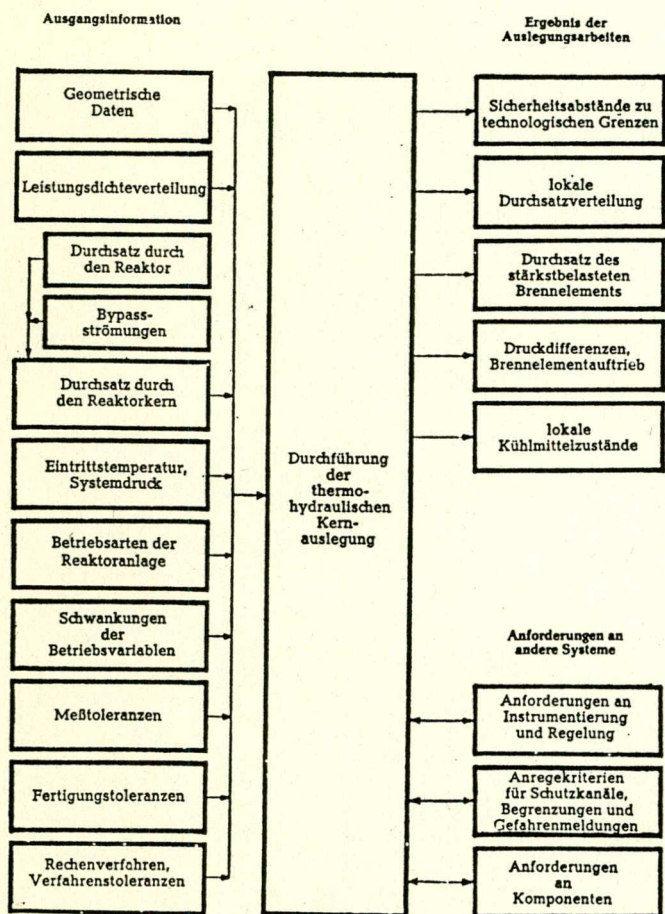 Ausgangsinformation
Geometrische
Daten
Leistungsdichteverteilung
Durchsatz durch
den Reaktor
Bypass-
strömungen
Durchsatz durch
den Reaktorkern
Eintrittstemperatur,
Systemdruck
Betriebsarten der
Reaktoranlage
Schwankungen
der
Betriebsvariablen
Meßtoleranzen
Fertigungstoleranzen
Rechenverfahren,
Verfahrenstoleranzen
Durchführung
der
thermo-
hydraulischen
Kern-
auslegung
Ergebnis der
Auslegungsarbeiten
Sicherheitsabstände zu
technologischen Grenzen
lokale
Durchsatzverteilung
Durchsatz des
stärkstbelasteten
Brennelements
Druckdifferenzen,
Brennelementauftrieb
lokale
Kühlmittelzustände
Anforderungen an
andere Systeme
Anforderungen an
Instrumentierung
und Regelung
Anregekriterien
für Schutzkanäle,
Begrenzungen und
Gefahrenmeldungen
Anforderungen
an
Komponenten